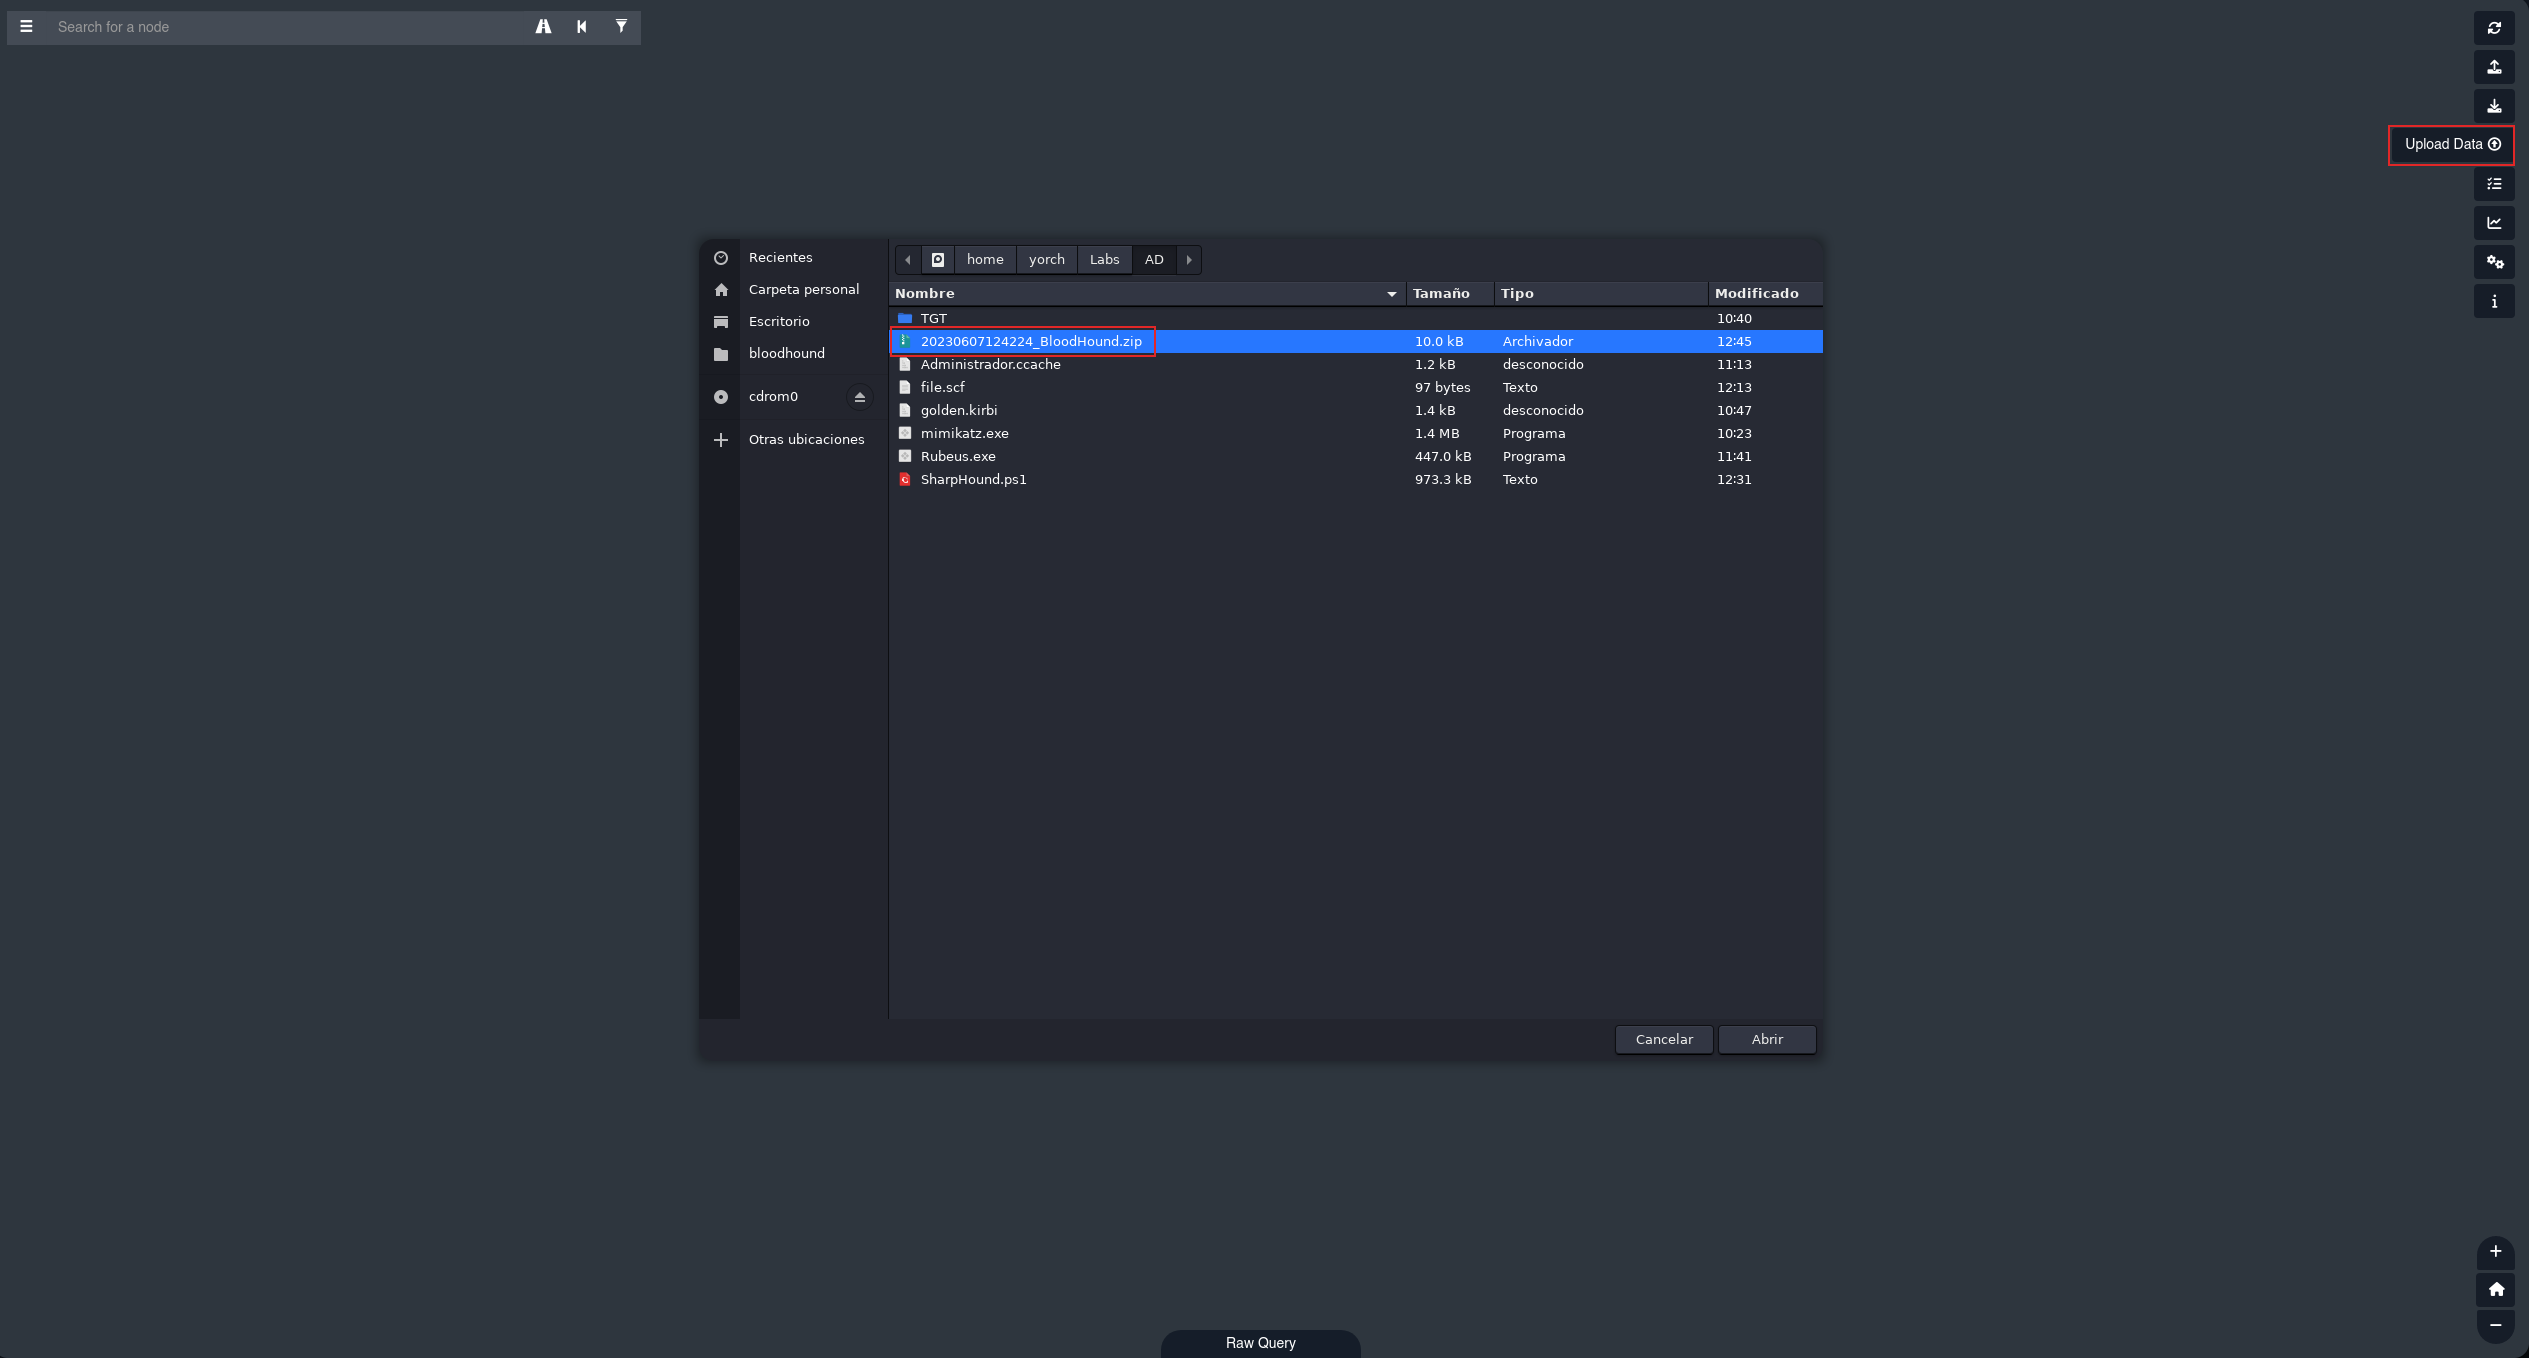 Search for a node
Upload Data
Recientes
Carpeta personal
Escritorio
bloodhound
cdrom0
Otras ubicaciones
home yorch Labs AD
Nombre Tamaño Tipo Modificado
TGT 10:40
20230607124224_BloodHound.zip 10.0 kB Archivador 12:45
Administrador.ccache 1.2 kB desconocido 11:13
file.scf 97 bytes Texto 12:13
golden.kirbi 1.4 kB desconocido 10:47
mimikatz.exe 1.4 MB Programa 10:23
Rubeus.exe 447.0 kB Programa 11:41
SharpHound.ps1 973.3 kB Texto 12:31
Cancelar Abrir
Raw Query